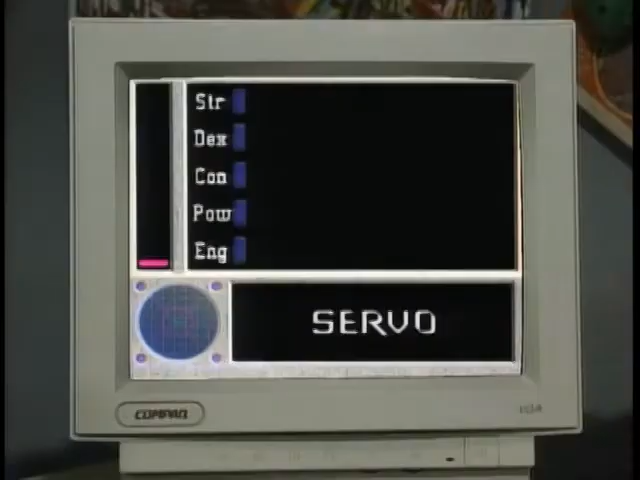 Str
Dex
Con
Pow
Eng
SERVO
COMPAQ